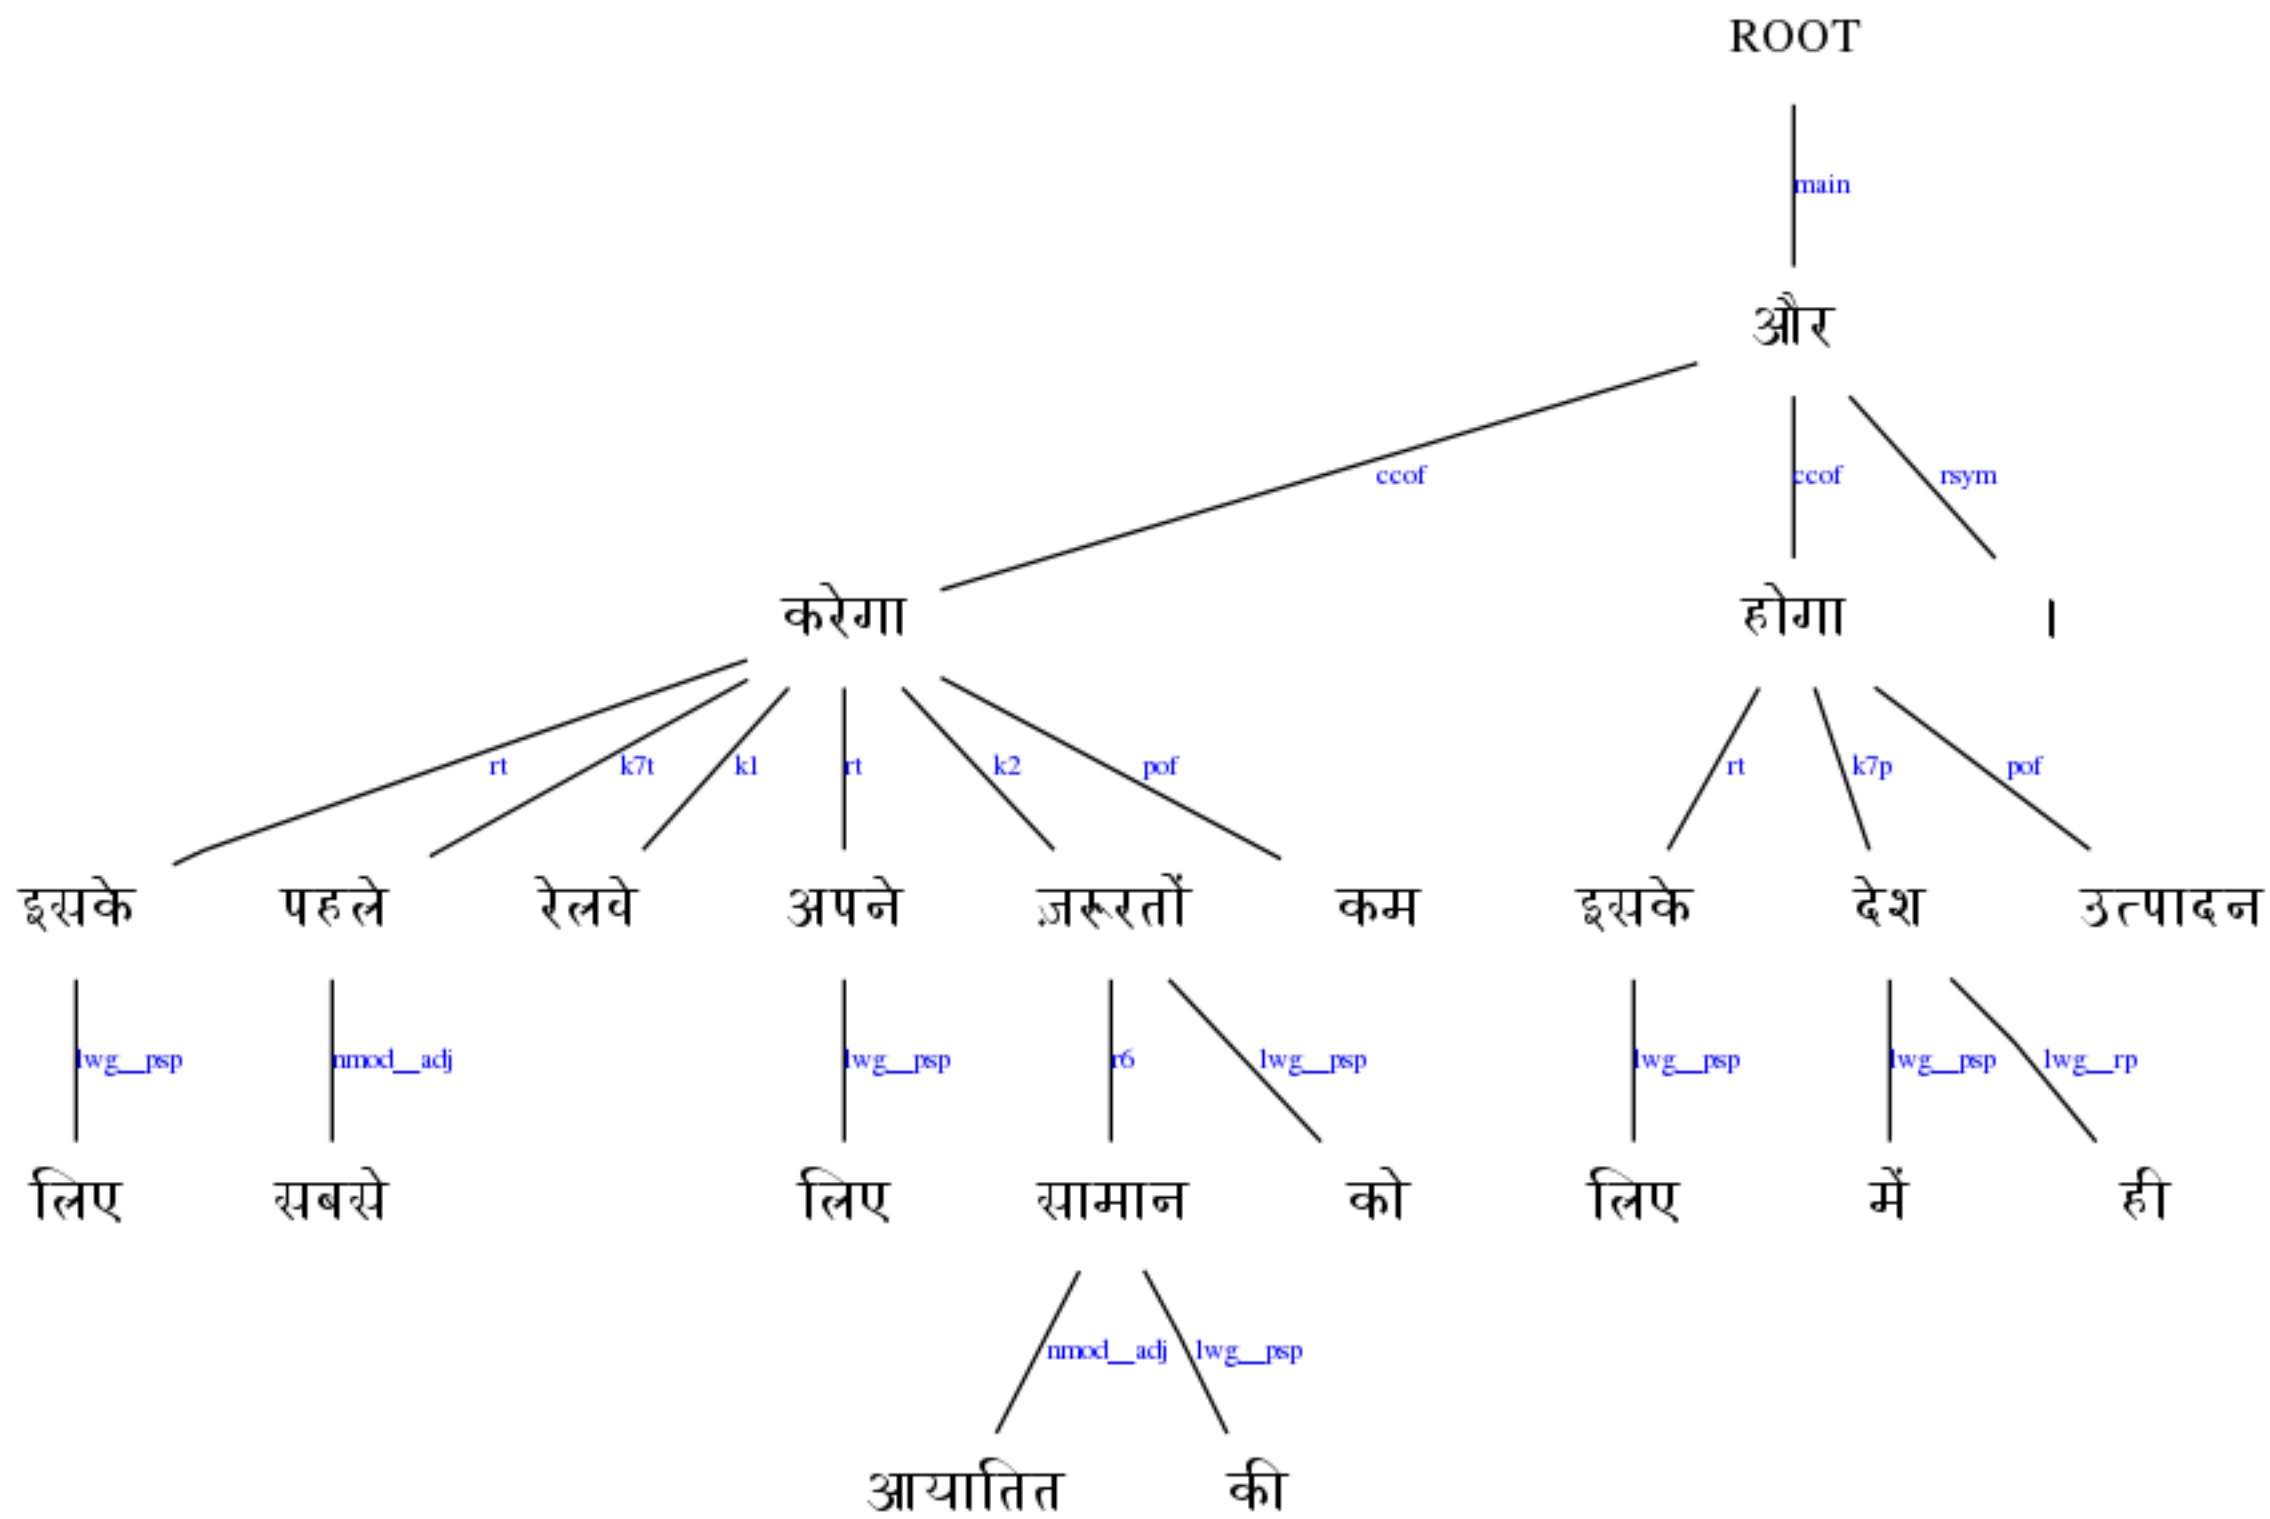 ROOT
main
और
ccof ccof rsym
करेगा होगा ।
rt k7t k1 rt k2 pof rt k7p pof
इसके पहले रेलवे अपने ज़रूरतों कम इसके देश उत्पादन
lwg__psp nmod__adj lwg__psp r6 lwg__psp lwg__psp lwg__psp lwg__rp
लिए सबसे लिए सामान को लिए में ही
nmod__adj lwg__psp
आयातित की